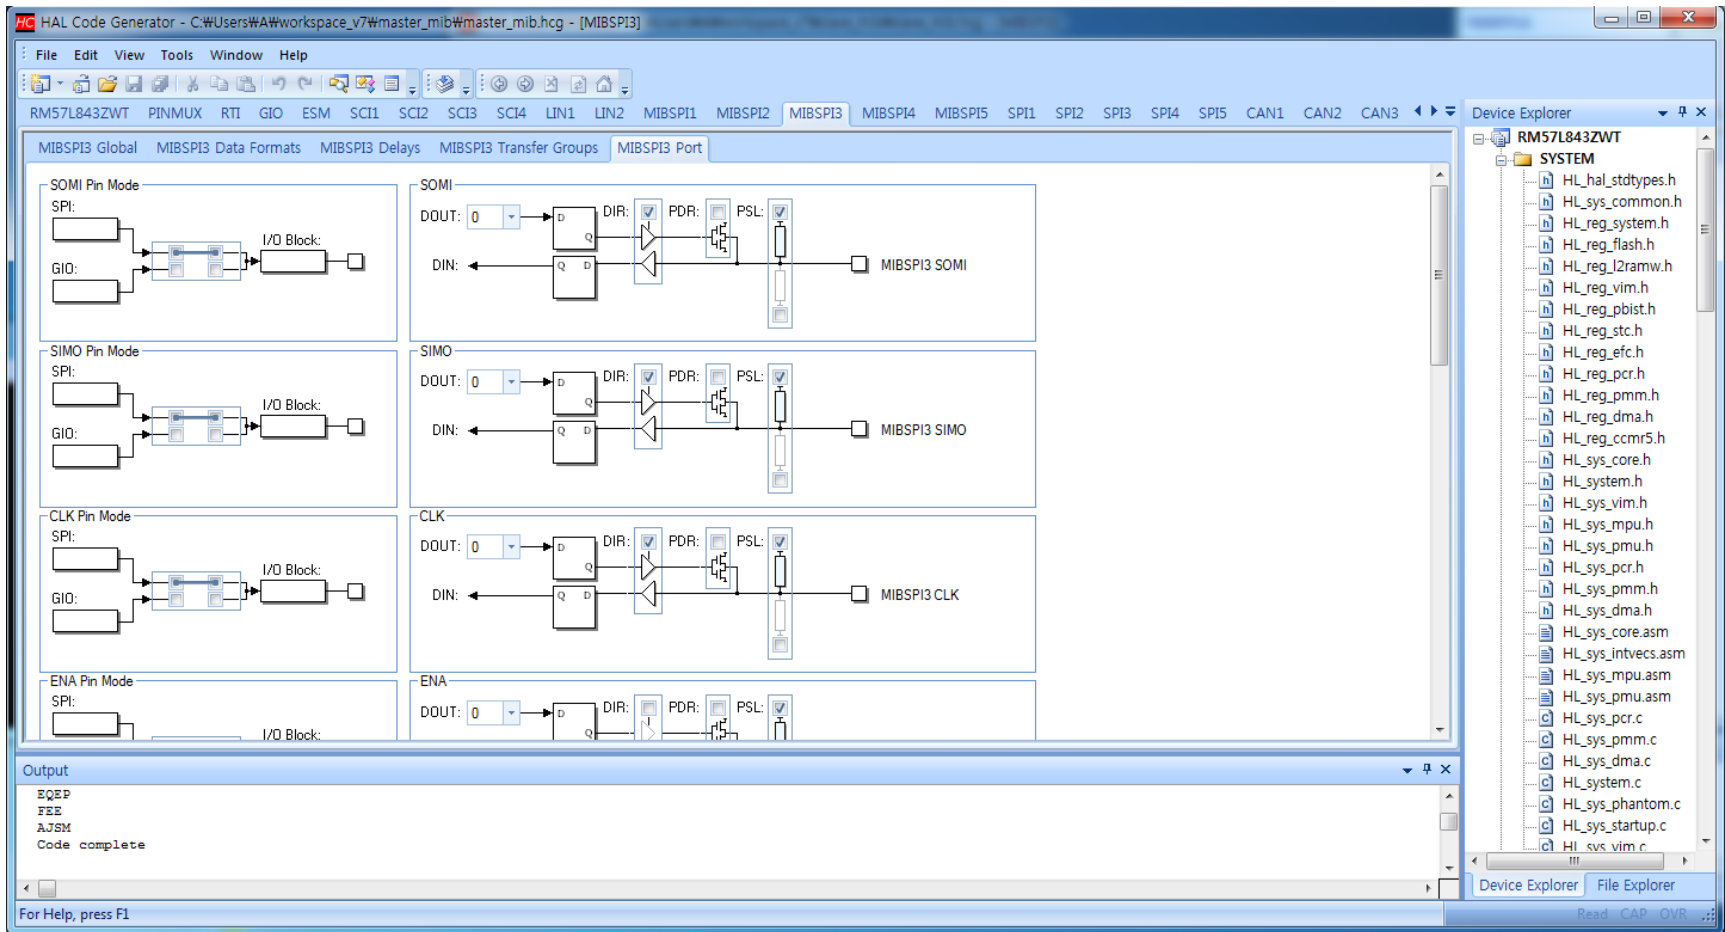 HC HAL Code Generator - C:₩Users₩A₩workspace_v7₩master_mib₩master_mib.hcg - [MIBSPI3]
File Edit View Tools Window Help
RM57L843ZWT PINMUX RTI GIO ESM SCI1 SCI2 SCI3 SCI4 LIN1 LIN2 MIBSPI1 MIBSPI2 MIBSPI3 MIBSPI4 MIBSPI5 SPI1 SPI2 SPI3 SPI4 SPI5 CAN1 CAN2 CAN3
MIBSPI3 Global MIBSPI3 Data Formats MIBSPI3 Delays MIBSPI3 Transfer Groups MIBSPI3 Port
SOMI Pin Mode
SPI:
I/O Block:
GIO:
SOMI
DOUT: 0 D Q DIR: PDR: PSL:
DIN: Q D MIBSPI3 SOMI
SIMO Pin Mode
SPI:
I/O Block:
GIO:
SIMO
DOUT: 0 D Q DIR: PDR: PSL:
DIN: Q D MIBSPI3 SIMO
CLK Pin Mode
SPI:
I/O Block:
GIO:
CLK
DOUT: 0 D Q DIR: PDR: PSL:
DIN: Q D MIBSPI3 CLK
ENA Pin Mode
SPI:
I/O Block:
ENA
DOUT: 0 D Q DIR: PDR: PSL:
Output
EQEP
FEE
AJSM
Code complete
Device Explorer
RM57L843ZWT
SYSTEM
HL_hal_stdtypes.h
HL_sys_common.h
HL_reg_system.h
HL_reg_flash.h
HL_reg_l2ramw.h
HL_reg_vim.h
HL_reg_pbist.h
HL_reg_stc.h
HL_reg_efc.h
HL_reg_pcr.h
HL_reg_pmm.h
HL_reg_dma.h
HL_reg_ccmr5.h
HL_sys_core.h
HL_system.h
HL_sys_vim.h
HL_sys_mpu.h
HL_sys_pmu.h
HL_sys_pcr.h
HL_sys_pmm.h
HL_sys_dma.h
HL_sys_core.asm
HL_sys_intvecs.asm
HL_sys_mpu.asm
HL_sys_pmu.asm
HL_sys_pcr.c
HL_sys_pmm.c
HL_sys_dma.c
HL_system.c
HL_sys_phantom.c
HL_sys_startup.c
HL_sys_vim.c
Device Explorer File Explorer
For Help, press F1
Read CAP OVR